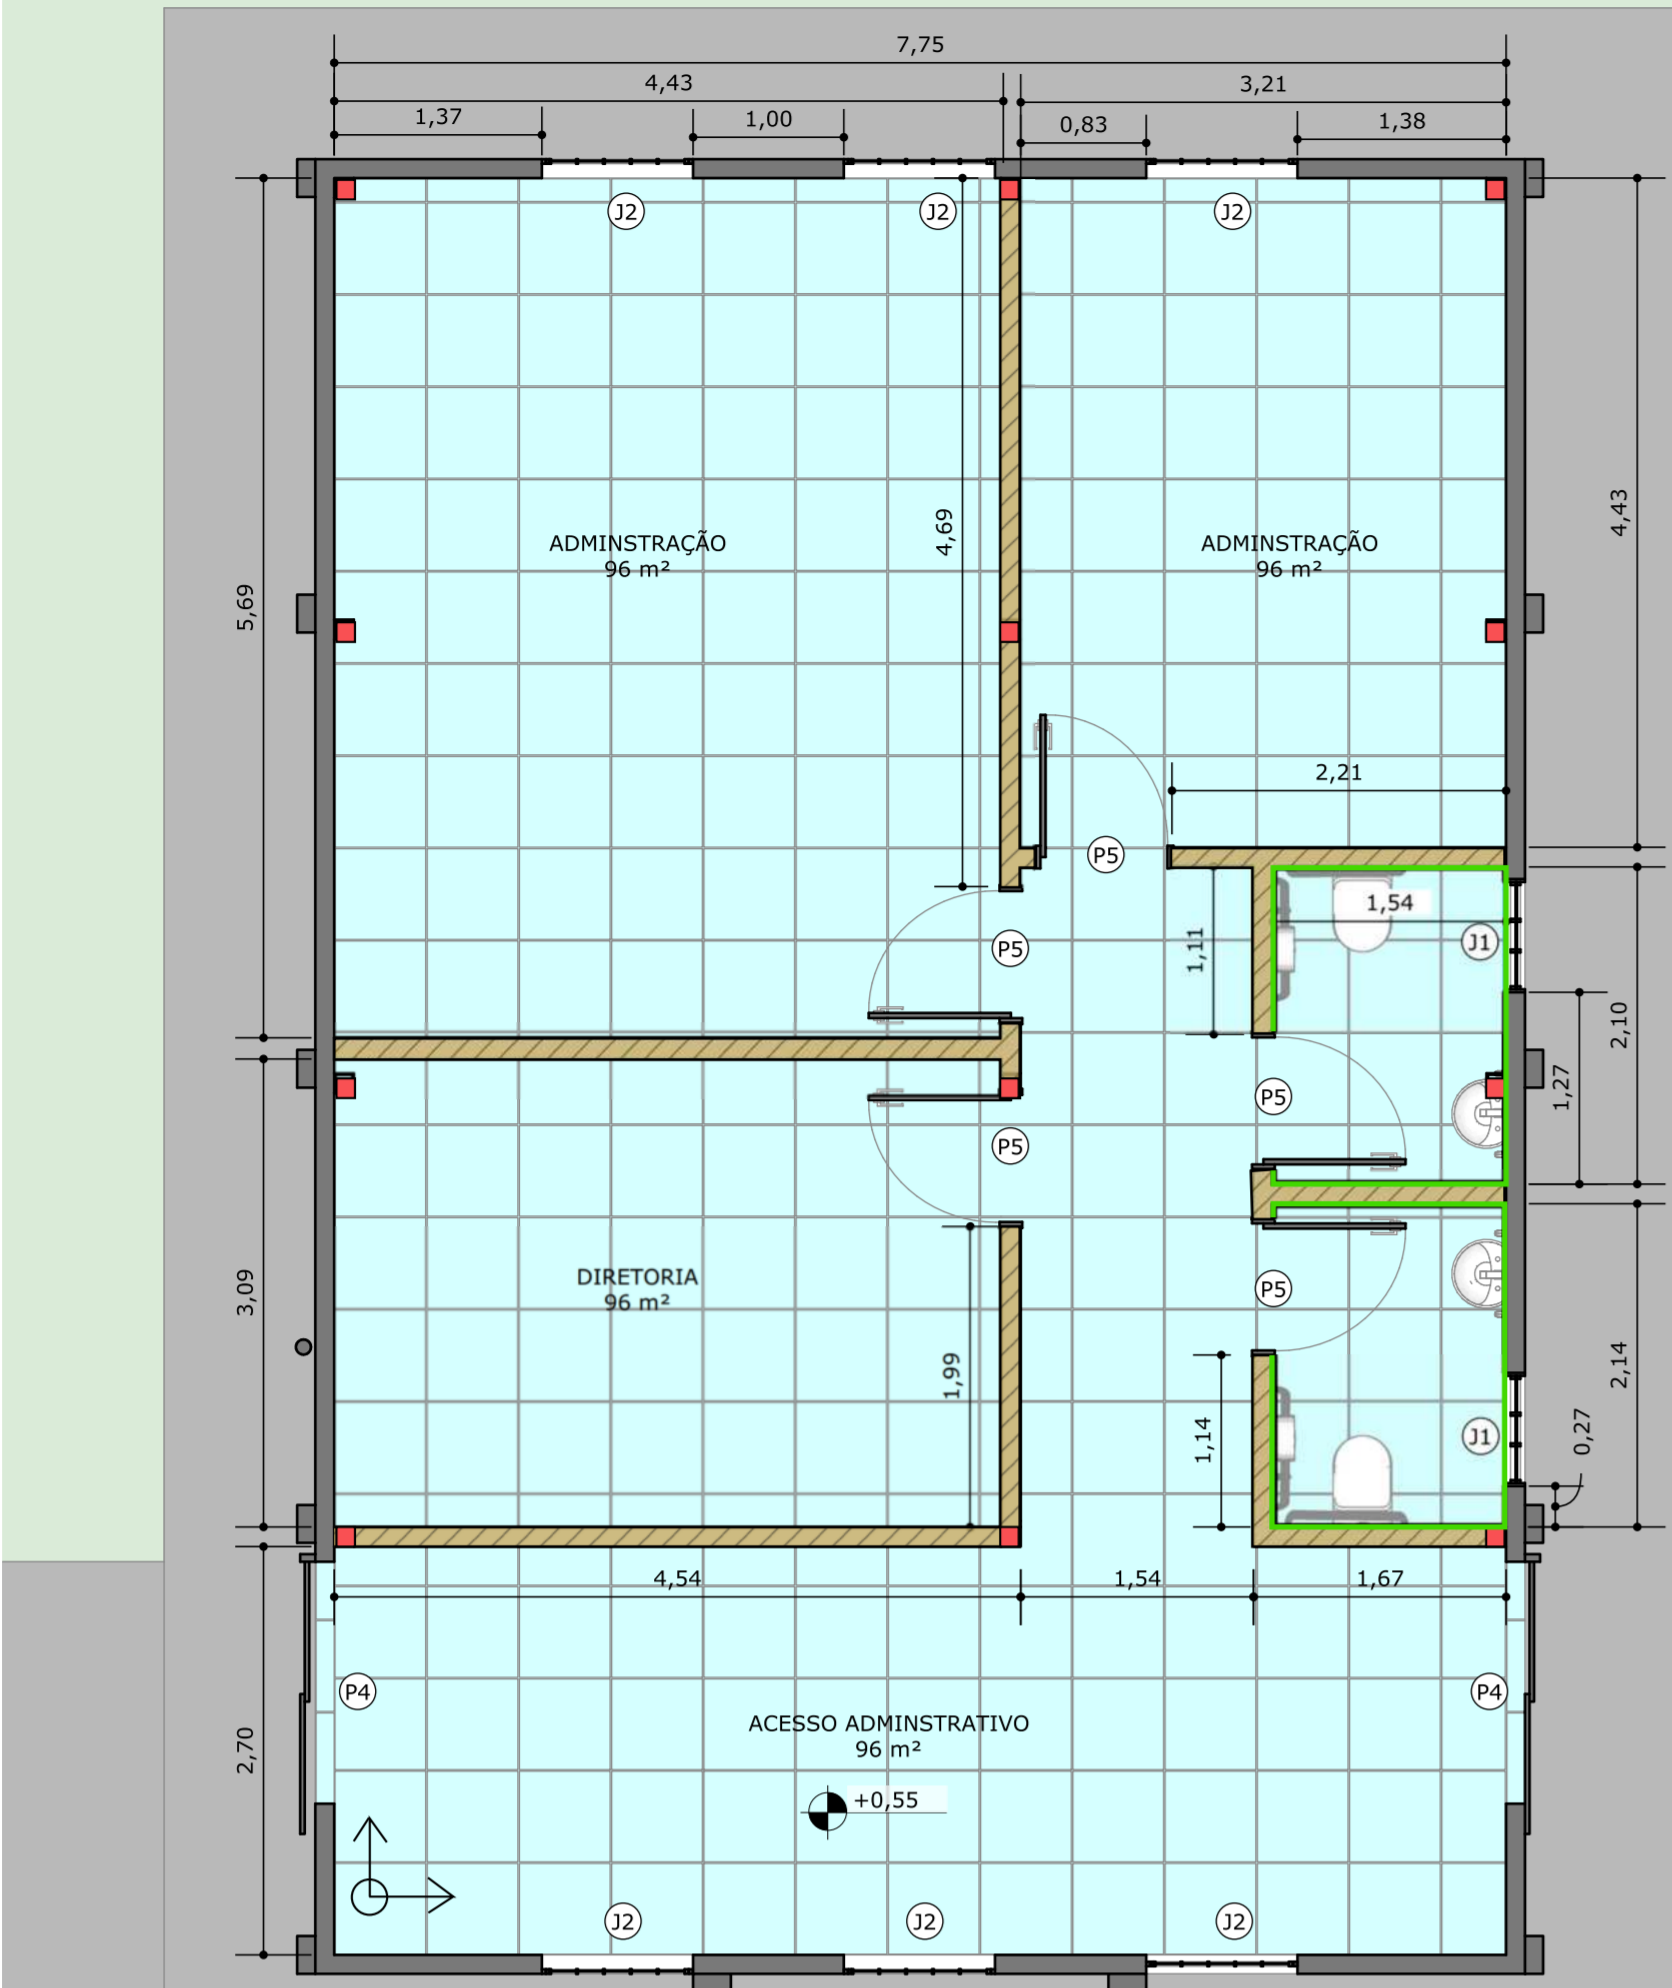 7,75
4,43
3,21
1,37
1,00
0,83
1,38
J2
J2
J2
4,43
4,69
ADMINSTRAÇÃO
96 m²
ADMINSTRAÇÃO
96 m²
5,69
2,21
P5
1,54
P5
1,11
J1
2,10
1,27
P5
P5
DIRETORIA
96 m²
P5
3,09
1,99
2,14
1,14
J1
0,27
4,54
1,54
1,67
P4
P4
ACESSO ADMINSTRATIVO
96 m²
2,70
+0,55
J2
J2
J2